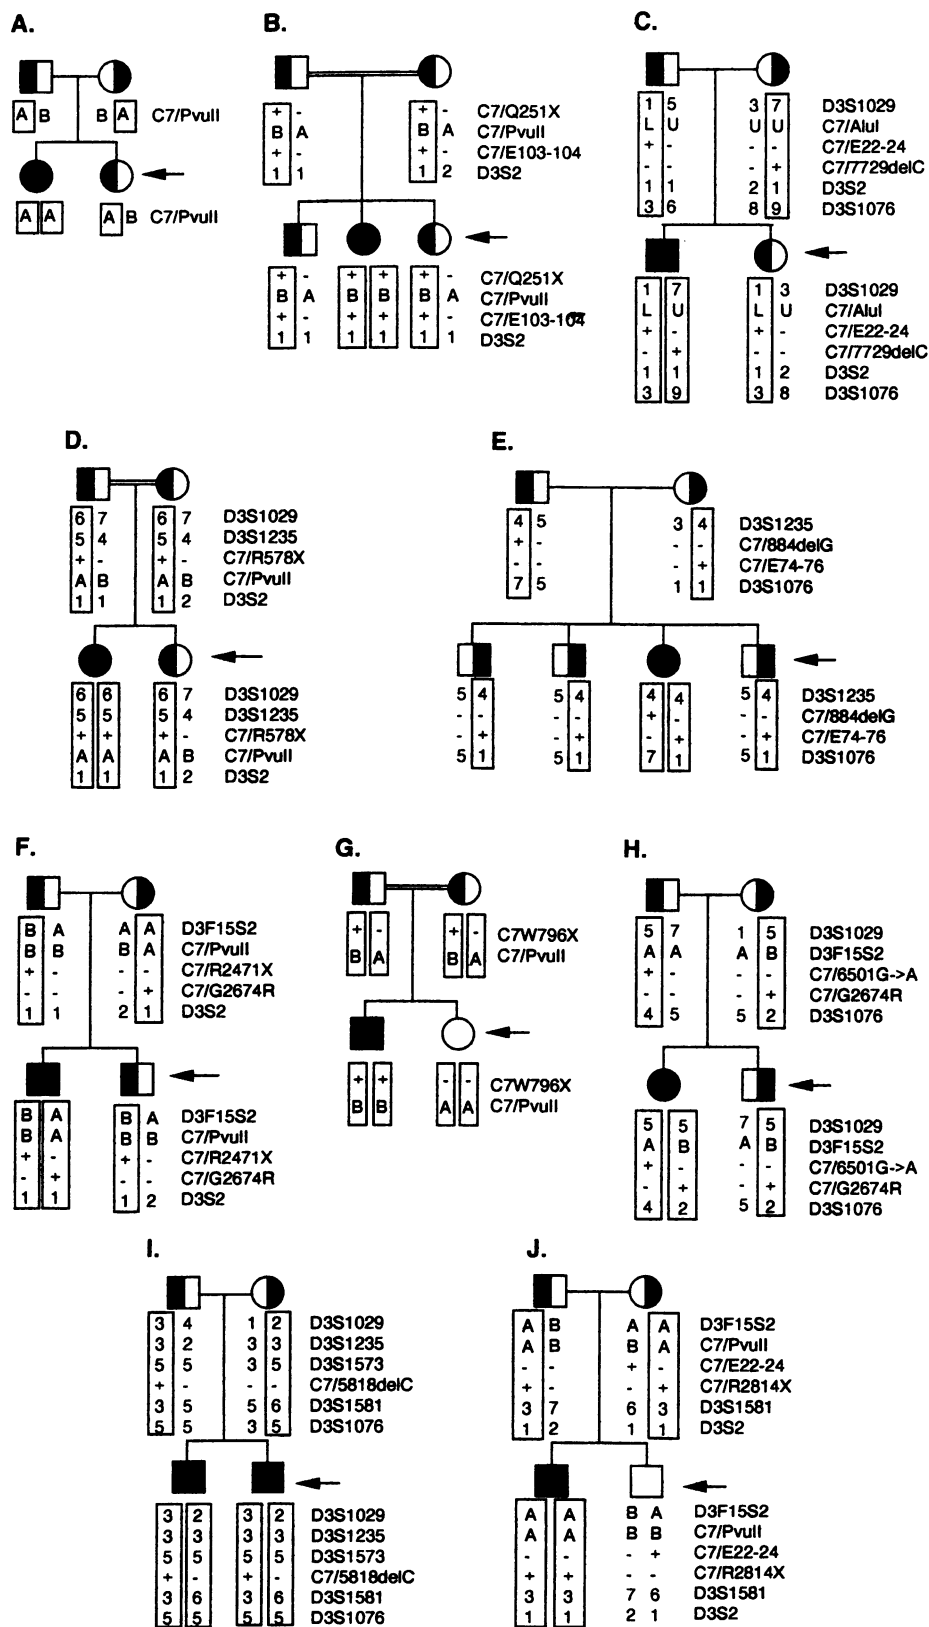 A.
A B B A C7/PvuII
A A A B C7/PvuII
B.
+ - + - C7/Q251X
B A B A C7/PvuII
+ - + - C7/E103-104
1 1 1 2 D3S2
+ - + + + - C7/Q251X
B A B B B A C7/PvuII
+ - + + + - C7/E103-104
1 1 1 1 1 1 D3S2
C.
1 5 3 7 D3S1029
L U U U C7/AluI
+ - - - C7/E22-24
- - - + C7/7729delC
1 1 2 1 D3S2
3 6 8 9 D3S1076
1 7 1 3 D3S1029
L U L U C7/AluI
+ - + - C7/E22-24
- + - - C7/7729delC
1 1 1 2 D3S2
3 9 3 8 D3S1076
D.
6 7 6 7 D3S1029
5 4 5 4 D3S1235
+ - + - C7/R578X
A B A B C7/PvuII
1 1 1 2 D3S2
6 6 6 7 D3S1029
5 5 5 4 D3S1235
+ + + - C7/R578X
A A A B C7/PvuII
1 1 1 2 D3S2
E.
4 5 3 4 D3S1235
+ - - - C7/884delG
- - - + C7/E74-76
7 5 1 1 D3S1076
5 4 5 4 4 4 5 4 D3S1235
- - - - + - - - C7/884delG
- + - + - + - + C7/E74-76
5 1 5 1 7 1 5 1 D3S1076
F.
B A A A D3F15S2
B B B A C7/PvuII
+ - - - C7/R2471X
- - - + C7/G2674R
1 1 2 1 D3S2
B A B A D3F15S2
B A B B C7/PvuII
+ - + - C7/R2471X
- + - - C7/G2674R
1 1 1 2 D3S2
G.
+ - + - C7W796X
B A B A C7/PvuII
+ + - - C7W796X
B B A A C7/PvuII
H.
5 7 1 5 D3S1029
A A A B D3F15S2
+ - - - C7/6501G->A
- - - + C7/G2674R
4 5 5 2 D3S1076
5 5 7 5 D3S1029
A B A B D3F15S2
+ - - - C7/6501G->A
- + - + C7/G2674R
4 2 5 2 D3S1076
I.
3 4 1 2 D3S1029
3 2 3 3 D3S1235
5 5 3 5 D3S1573
+ - - - C7/5818delC
3 5 5 6 D3S1581
5 5 3 5 D3S1076
3 2 3 2 D3S1029
3 3 3 3 D3S1235
5 5 5 5 D3S1573
+ - + - C7/5818delC
3 6 3 6 D3S1581
5 5 5 5 D3S1076
J.
A B A A D3F15S2
A B B A C7/PvuII
- - + - C7/E22-24
+ - - + C7/R2814X
3 7 6 3 D3S1581
1 2 1 1 D3S2
A A B A D3F15S2
A A B B C7/PvuII
- - - + C7/E22-24
+ + - - C7/R2814X
3 3 7 6 D3S1581
1 1 2 1 D3S2